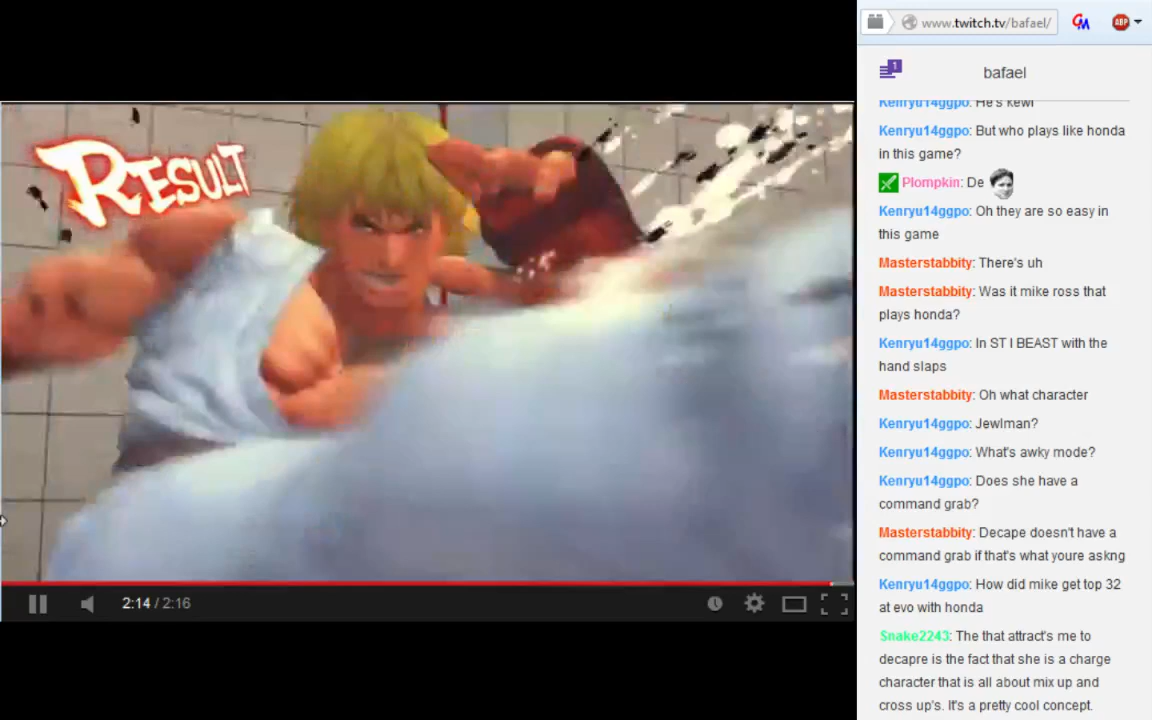 www.twitch.tv/bafael/
GM
ABP
1
bafael
Kenryu14ggpo: He's kewl
Kenryu14ggpo: But who plays like honda
in this game?
Plompkin: De
Kenryu14ggpo: Oh they are so easy in
this game
Masterstabbity: There's uh
Masterstabbity: Was it mike ross that
plays honda?
Kenryu14ggpo: In ST I BEAST with the
hand slaps
Masterstabbity: Oh what character
Kenryu14ggpo: Jewlman?
Kenryu14ggpo: What's awky mode?
Kenryu14ggpo: Does she have a
command grab?
Masterstabbity: Decape doesn't have a
command grab if that's what youre askng
Kenryu14ggpo: How did mike get top 32
at evo with honda
Snake2243: The that attract's me to
decapre is the fact that she is a charge
character that is all about mix up and
cross up's. It's a pretty cool concept.
RESULT
2:14 / 2:16